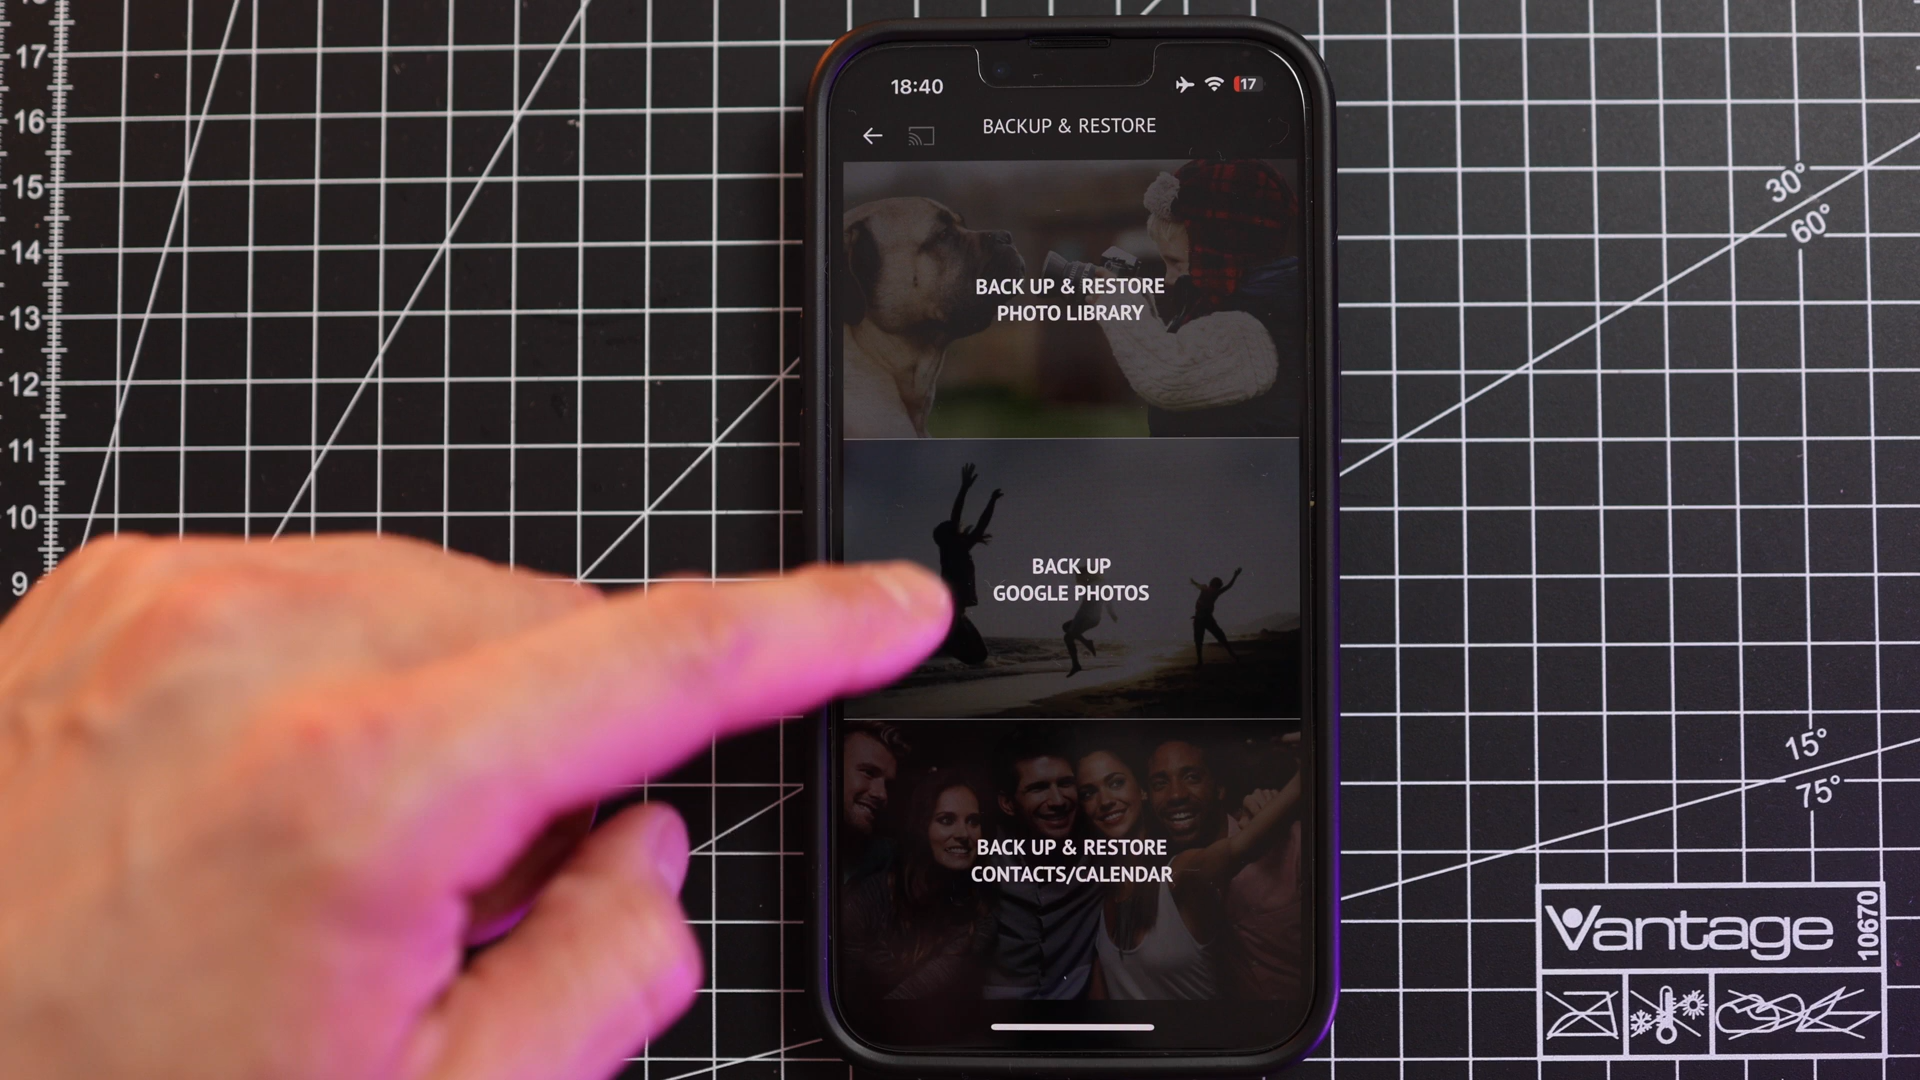 17
16
15
14
13
12
11
10
9
18:40
17
BACKUP & RESTORE
BACK UP & RESTORE
PHOTO LIBRARY
BACK UP
GOOGLE PHOTOS
BACK UP & RESTORE
CONTACTS/CALENDAR
30°
60°
15°
75°
Vantage
10670